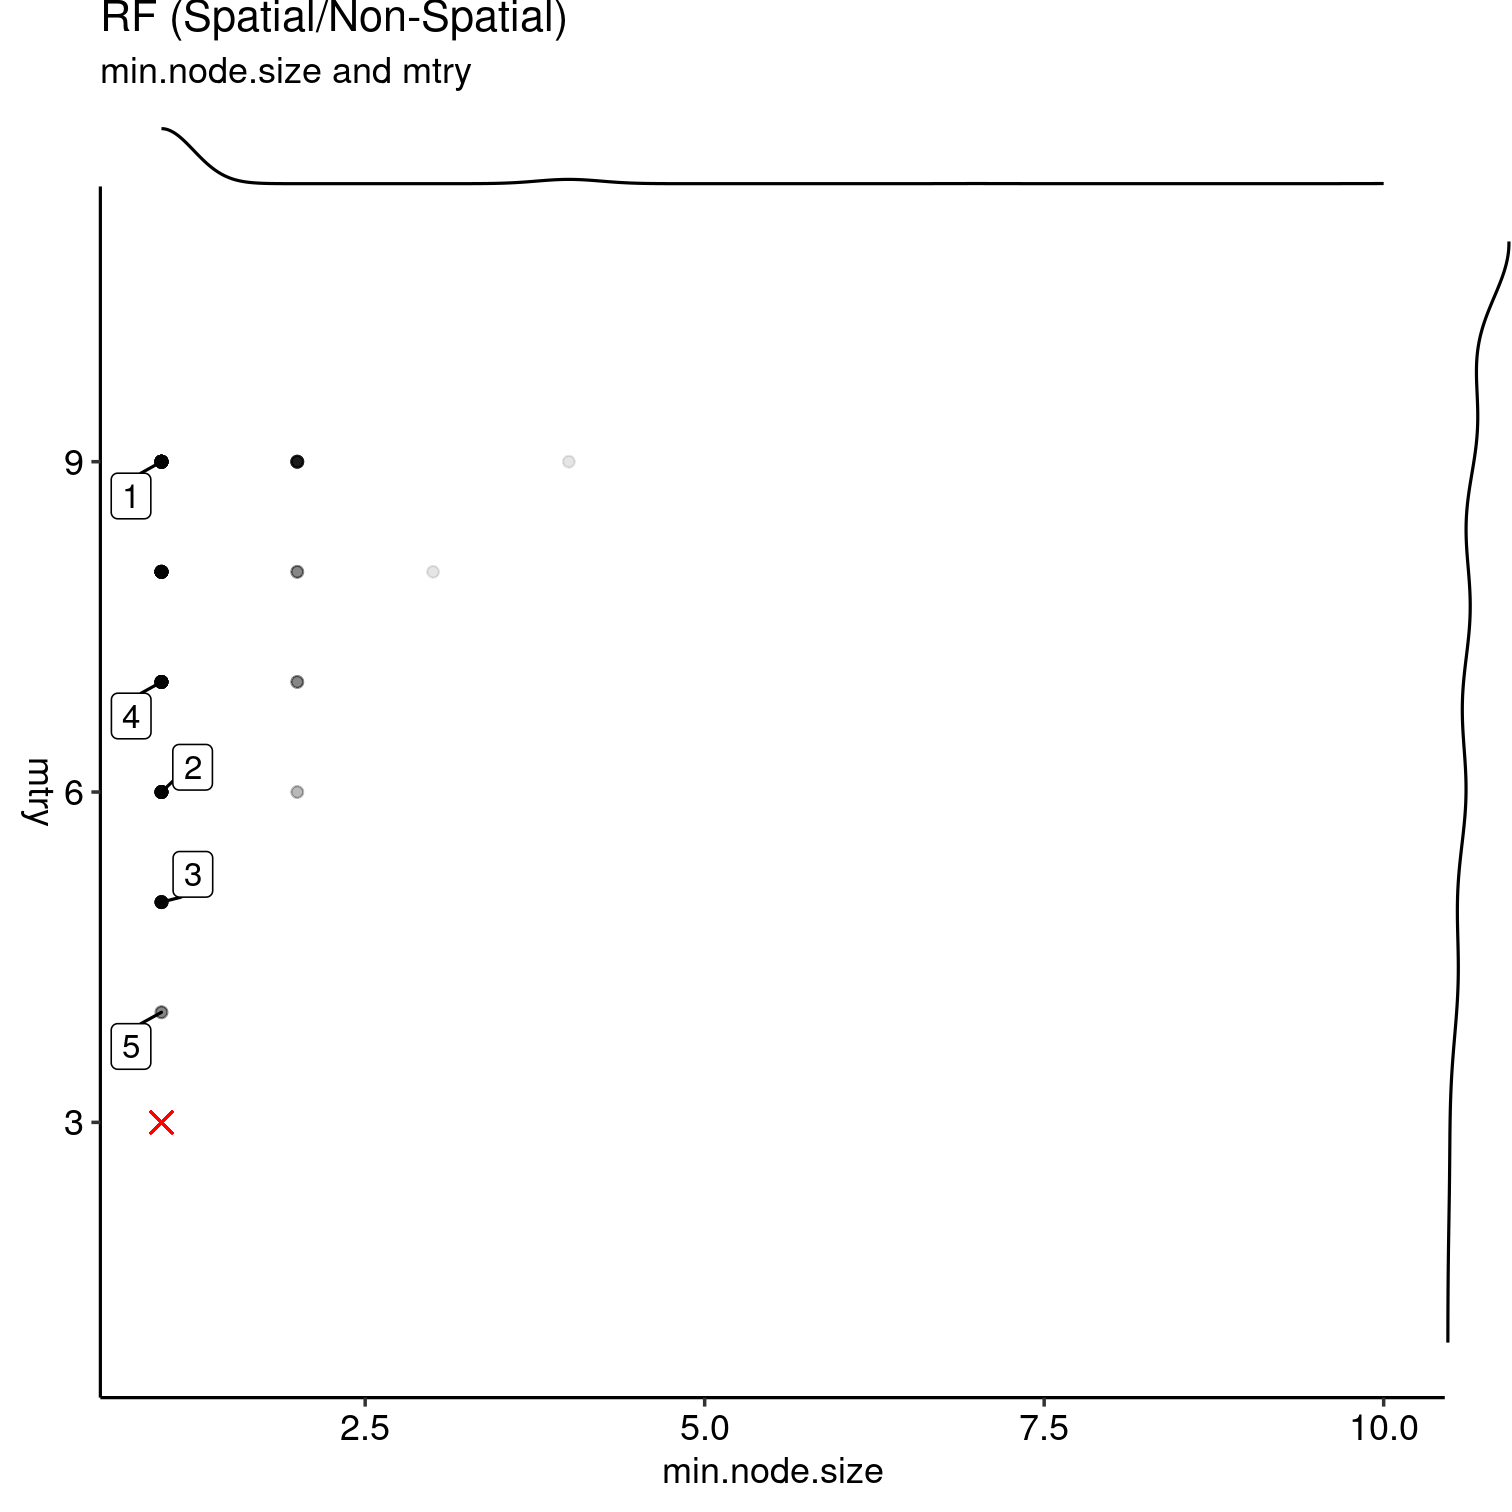 RF (Spatial/Non-Spatial)
min.node.size and mtry
9
1
4
2
6
mtry
3
5
3
2.5 5.0 7.5 10.0
min.node.size